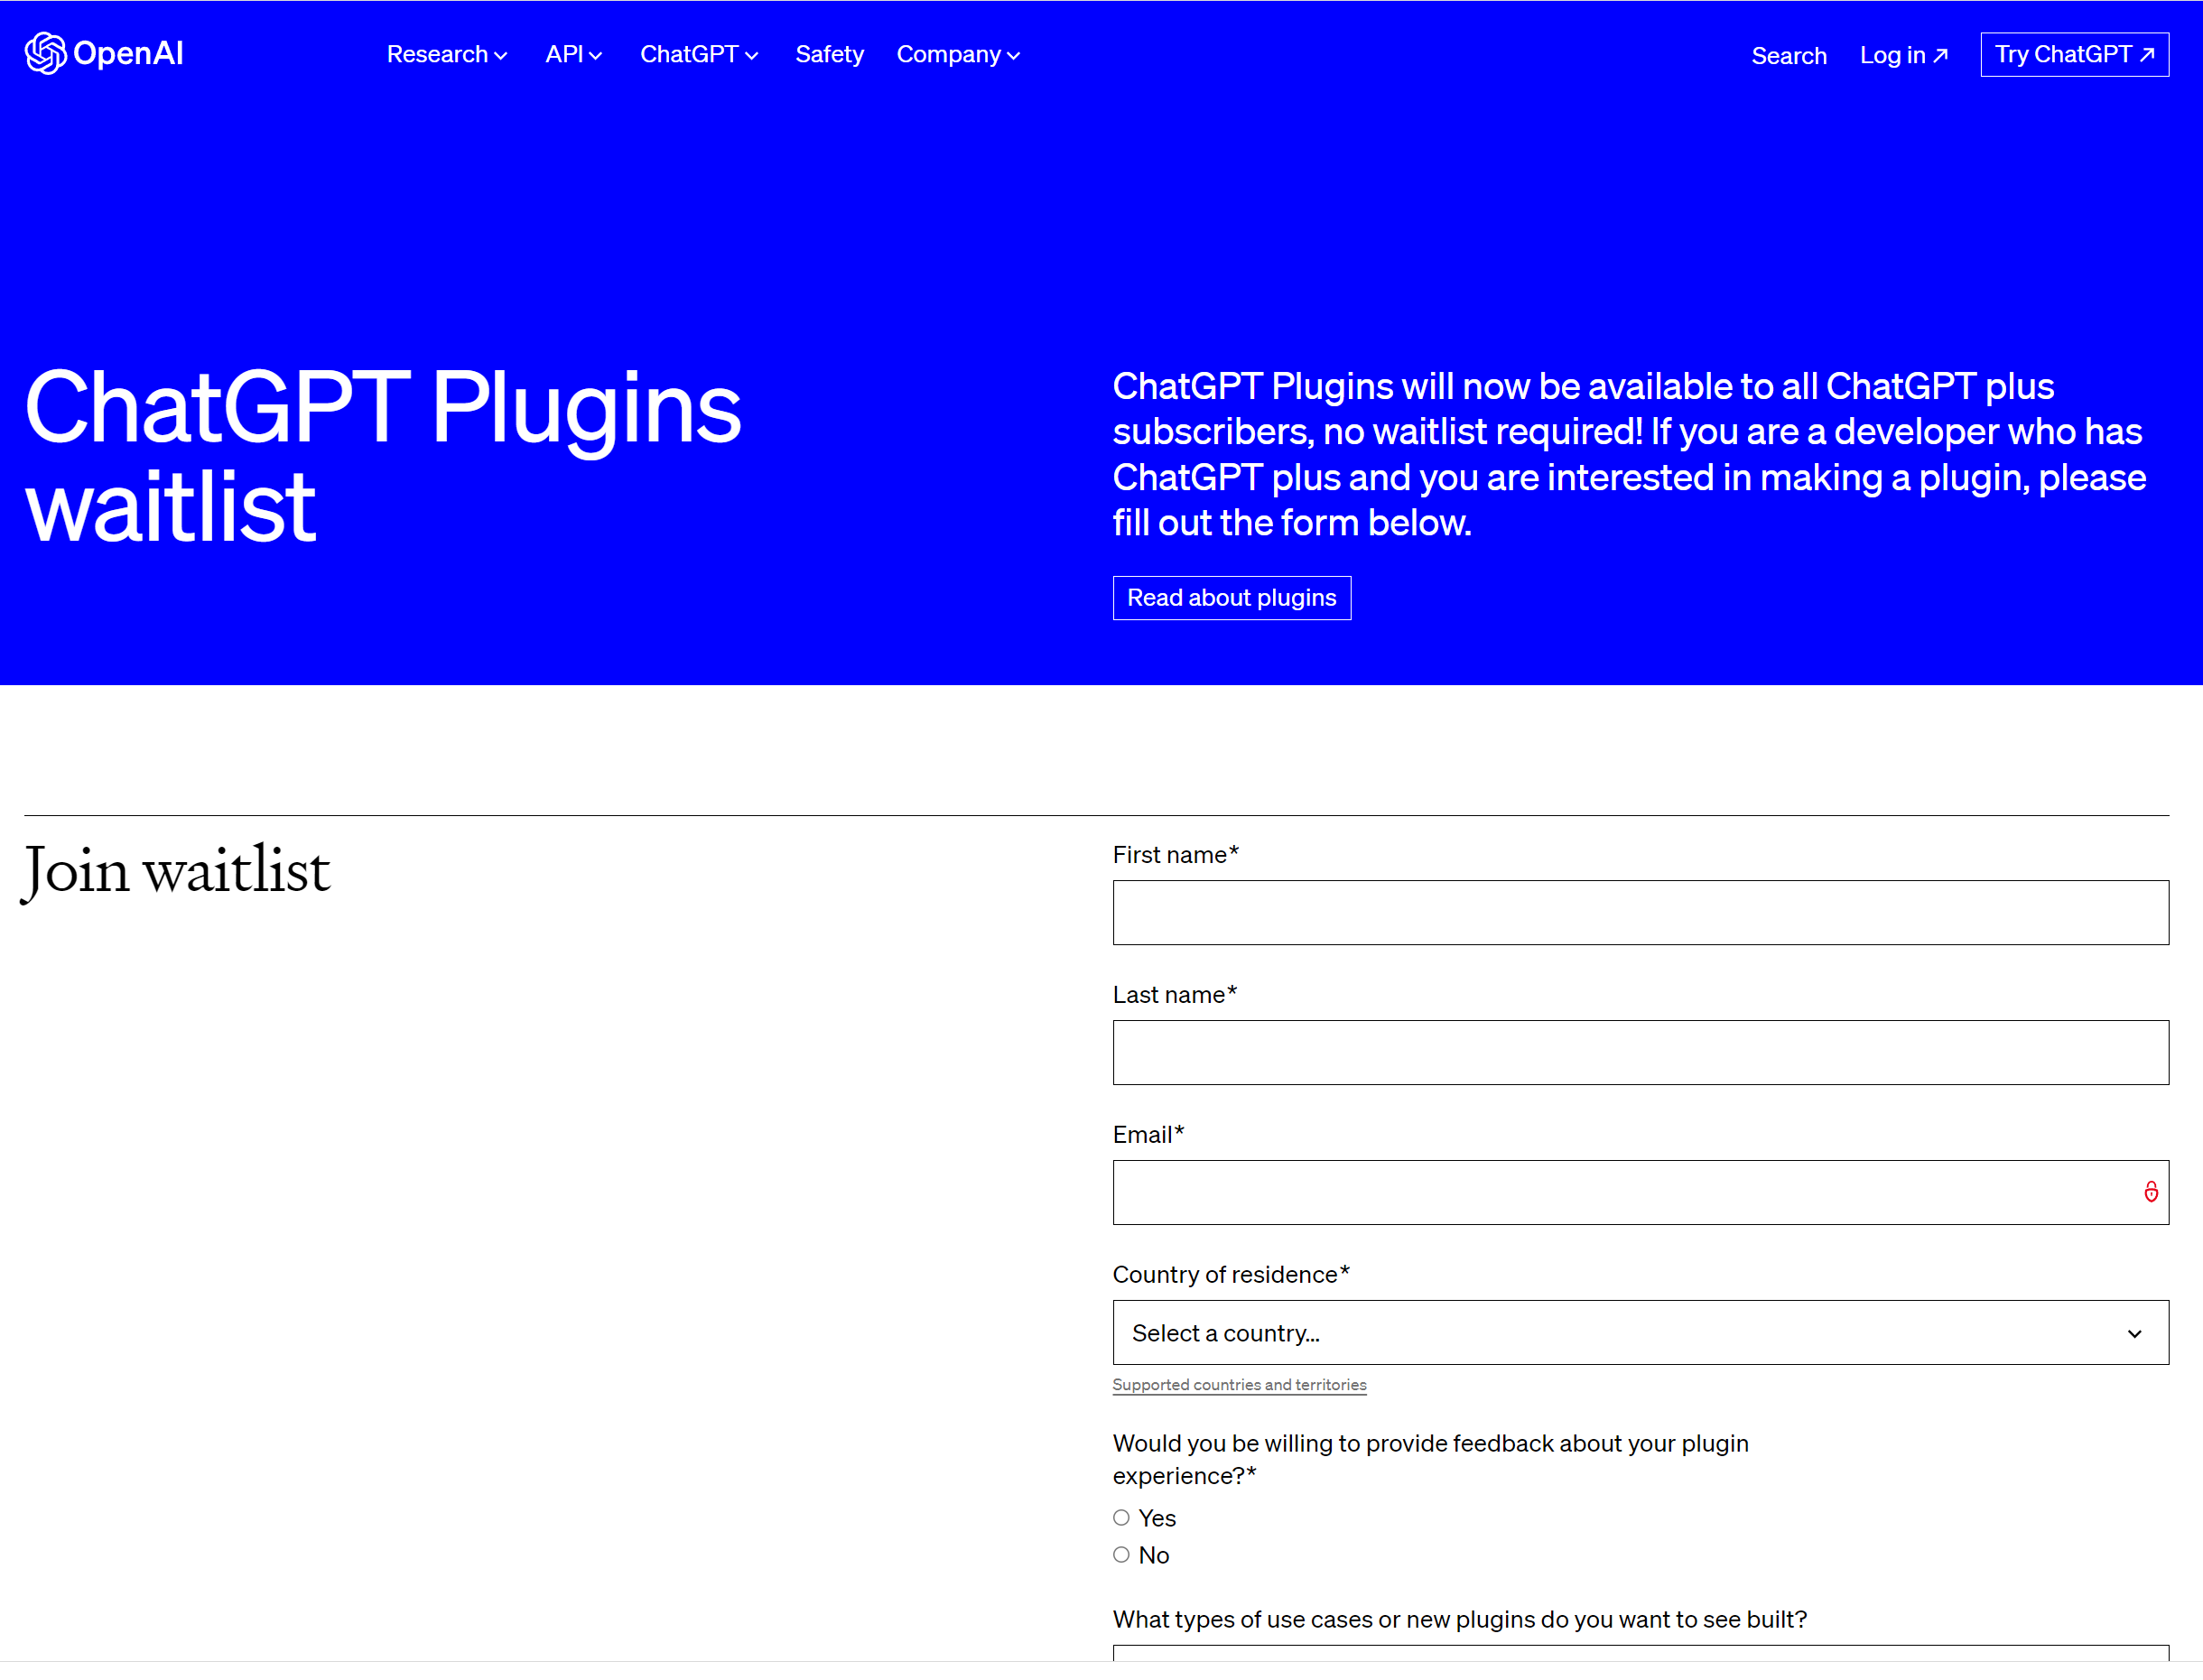 OpenAI
Research
API
ChatGPT
Safety
Company
Search
Log in
Try ChatGPT
ChatGPT Plugins
waitlist
ChatGPT Plugins will now be available to all ChatGPT plus
subscribers, no waitlist required! If you are a developer who has
ChatGPT plus and you are interested in making a plugin, please
fill out the form below.
Read about plugins
Join waitlist
First name*
Last name*
Email*
Country of residence*
Select a country...
Supported countries and territories
Would you be willing to provide feedback about your plugin
experience?*
Yes
No
What types of use cases or new plugins do you want to see built?